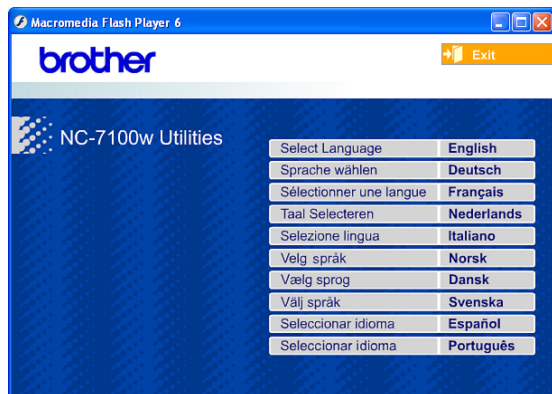 Macromedia Flash Player 6
brother
Exit
NC-7100w Utilities
Select Language English
Sprache wählen Deutsch
Sélectionner une langue Français
Taal Selecteren Nederlands
Selezione lingua Italiano
Velg språk Norsk
Vælg sprog Dansk
Välj språk Svenska
Seleccionar idioma Español
Seleccionar idioma Português